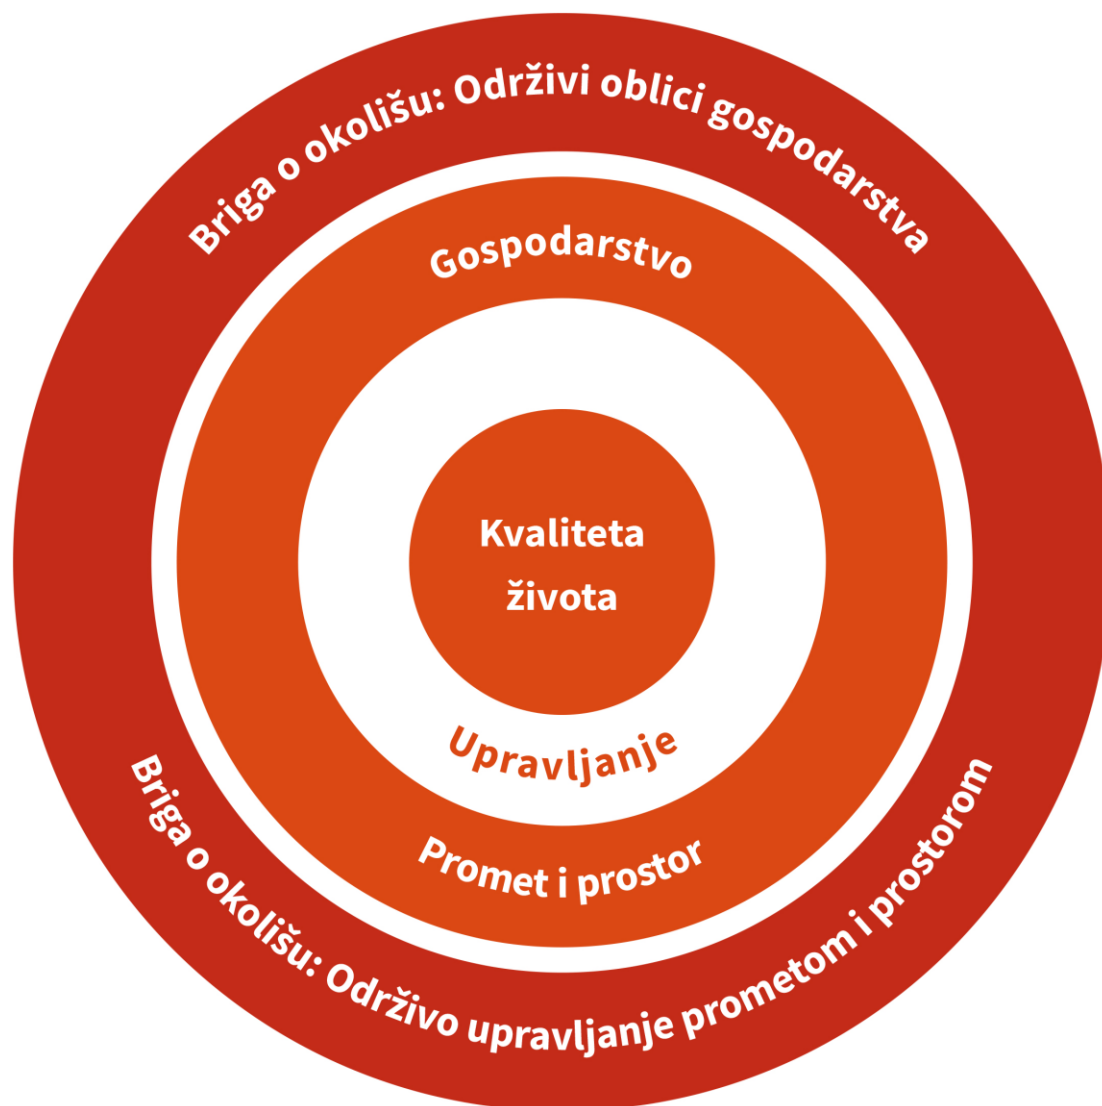 Briga o okolišu: Održivi oblici gospodarstva
Gospodarstvo
Kvaliteta
života
Upravljanje
Promet i prostor
Briga o okolišu: Održivo upravljanje prometom i prostorom